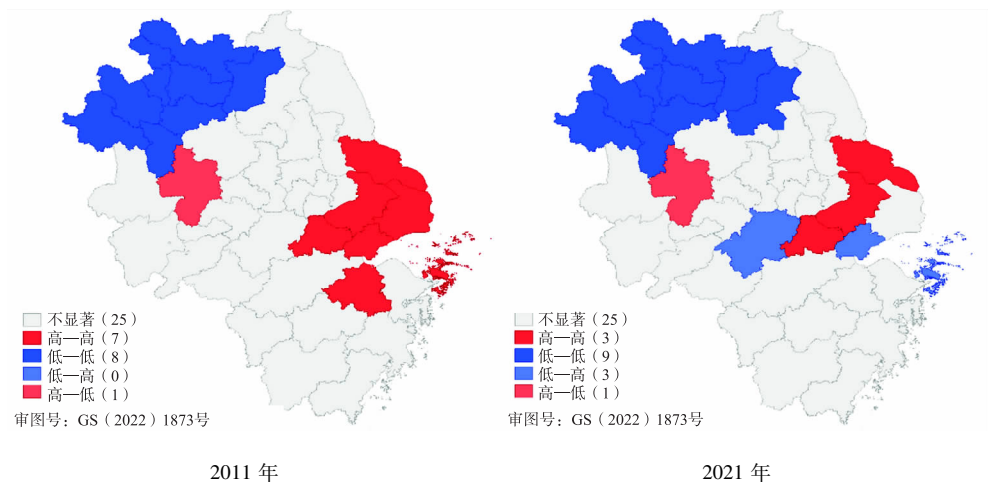 不显著（25）
高—高（7）
低—低（8）
低—高（0）
高—低（1）
审图号：GS（2022）1873号
2011 年
不显著（25）
高—高（3）
低—低（9）
低—高（3）
高—低（1）
审图号：GS（2022）1873号
2021 年